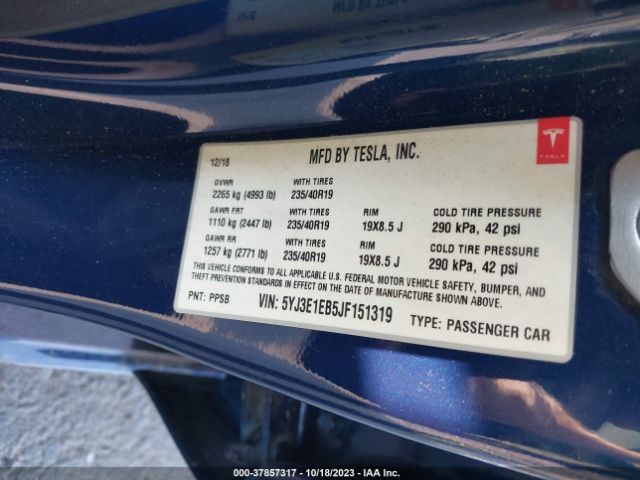 12/18
MFD BY TESLA, INC.
TESLA
GVWR WITH TIRES
2265 kg (4993 lb) 235/40R19
GAWR FRT WITH TIRES RIM COLD TIRE PRESSURE
1110 kg (2447 lb) 235/40R19 19X8.5 J 290 kPa, 42 psi
GAWR RR WITH TIRES RIM COLD TIRE PRESSURE
1257 kg (2771 lb) 235/40R19 19X8.5 J 290 kPa, 42 psi
THIS VEHICLE CONFORMS TO ALL APPLICABLE U.S. FEDERAL MOTOR VEHICLE SAFETY, BUMPER, AND
THEFT PREVENTION STANDARDS IN EFFECT ON THE DATE OF MANUFACTURE SHOWN ABOVE.
PNT: PPSB VIN: 5YJ3E1EB5JF151319 TYPE: PASSENGER CAR
000-37857317 - 10/18/2023 - IAA Inc.